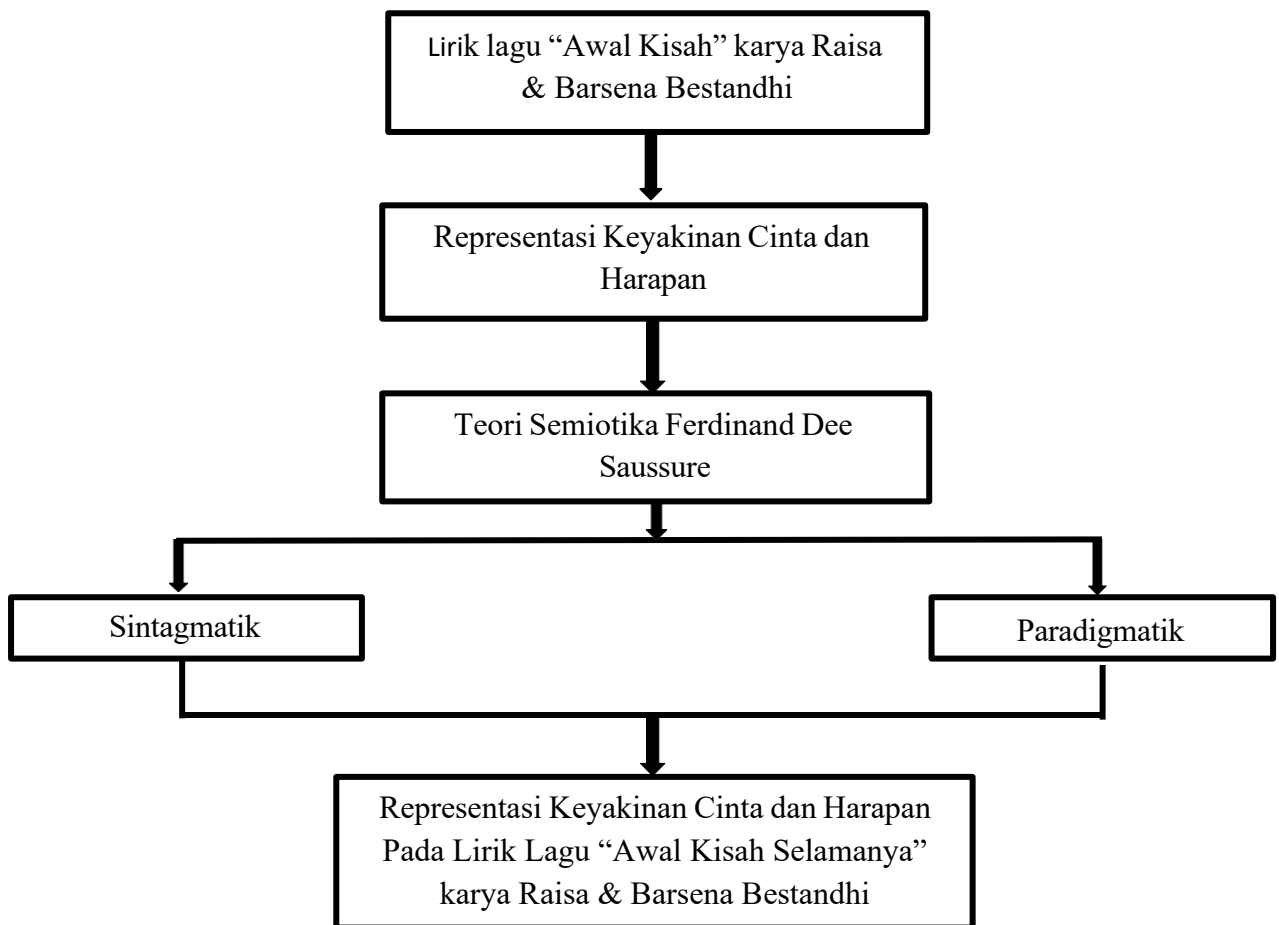 Lirik lagu “Awal Kisah” karya Raisa
& Barsena Bestandhi
Representasi Keyakinan Cinta dan
Harapan
Teori Semiotika Ferdinand Dee
Saussure
Sintagmatik
Paradigmatik
Representasi Keyakinan Cinta dan Harapan
Pada Lirik Lagu “Awal Kisah Selamanya”
karya Raisa & Barsena Bestandhi